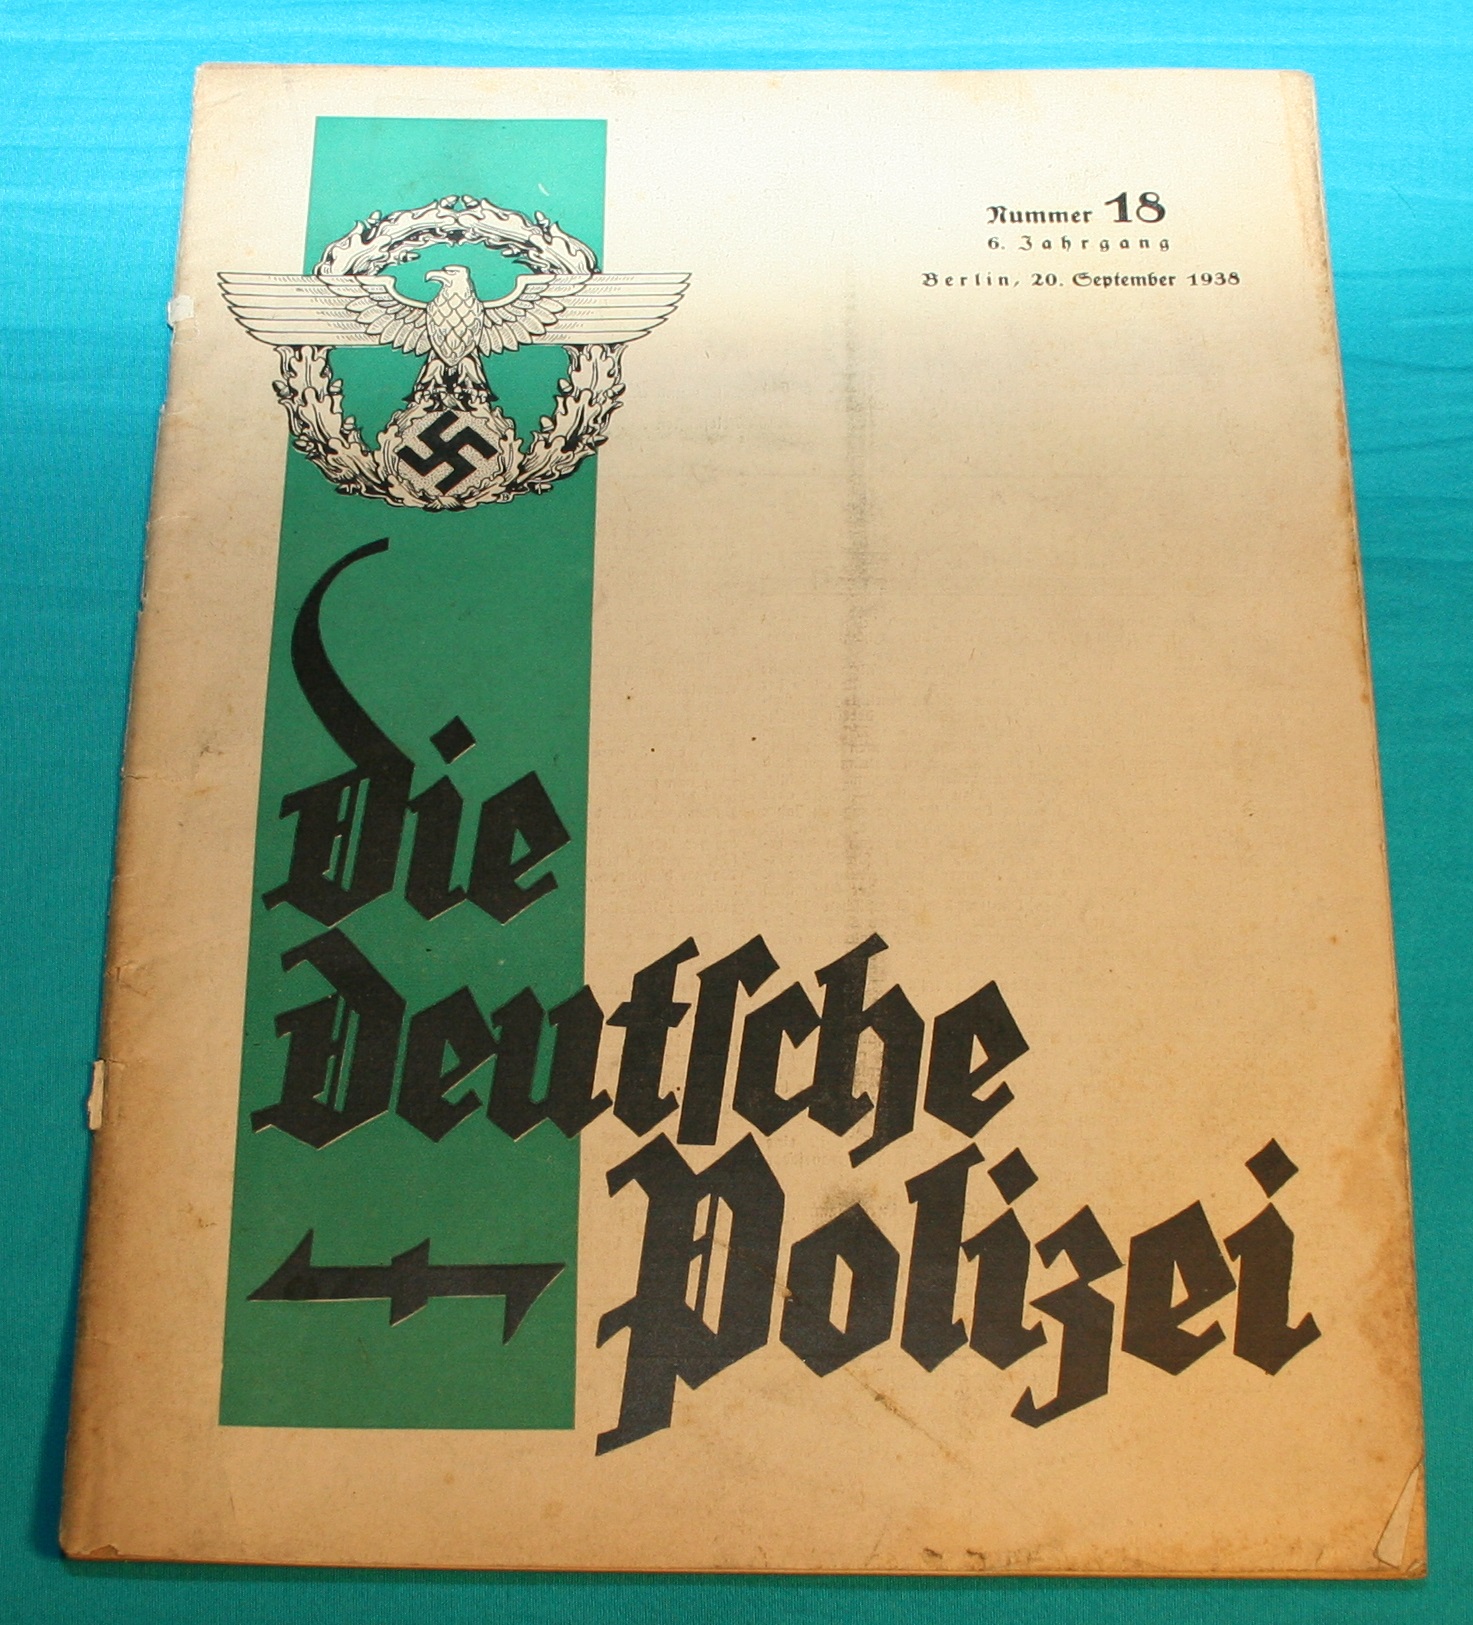 Nummer 18
6. Jahrgang
Berlin, 20. September 1938
Die
Deutsche
Polizei